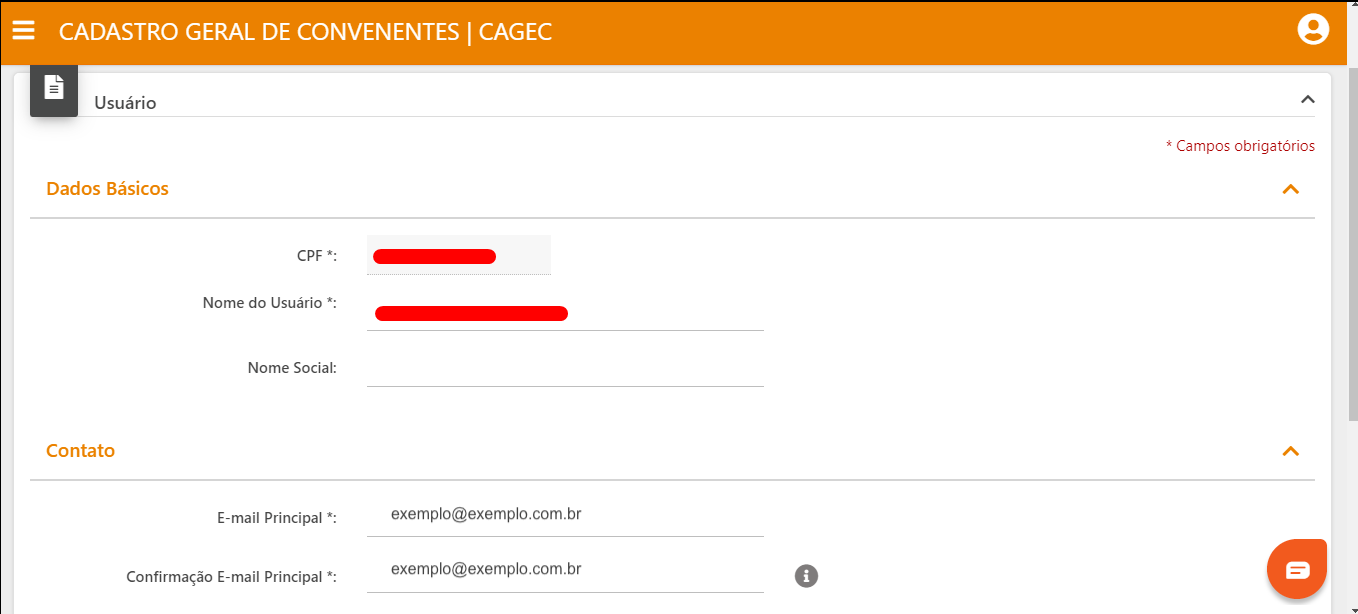 CADASTRO GERAL DE CONVENENTES | CAGEC
Usuário
* Campos obrigatórios
Dados Básicos
CPF *:
Nome do Usuário *:
Nome Social:
Contato
E-mail Principal *: exemplo@exemplo.com.br
Confirmação E-mail Principal *: exemplo@exemplo.com.br